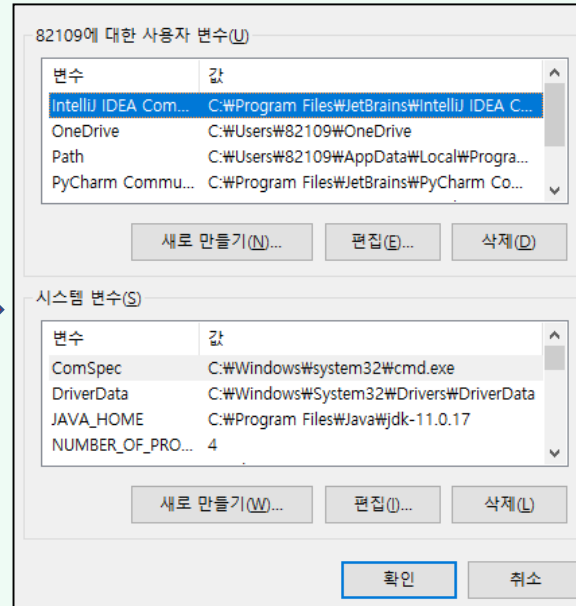 82109에 대한 사용자 변수(U)
변수 값
IntelliJ IDEA Com... C:₩Program Files₩JetBrains₩IntelliJ IDEA C...
OneDrive C:₩Users₩82109₩OneDrive
Path C:₩Users₩82109₩AppData₩Local₩Progra...
PyCharm Commu... C:₩Program Files₩JetBrains₩PyCharm Co...
새로 만들기(N)... 편집(E)... 삭제(D)
시스템 변수(S)
변수 값
ComSpec C:₩Windows₩system32₩cmd.exe
DriverData C:₩Windows₩System32₩Drivers₩DriverData
JAVA_HOME C:₩Program Files₩Java₩jdk-11.0.17
NUMBER_OF_PRO... 4
새로 만들기(W)... 편집(I)... 삭제(L)
확인 취소